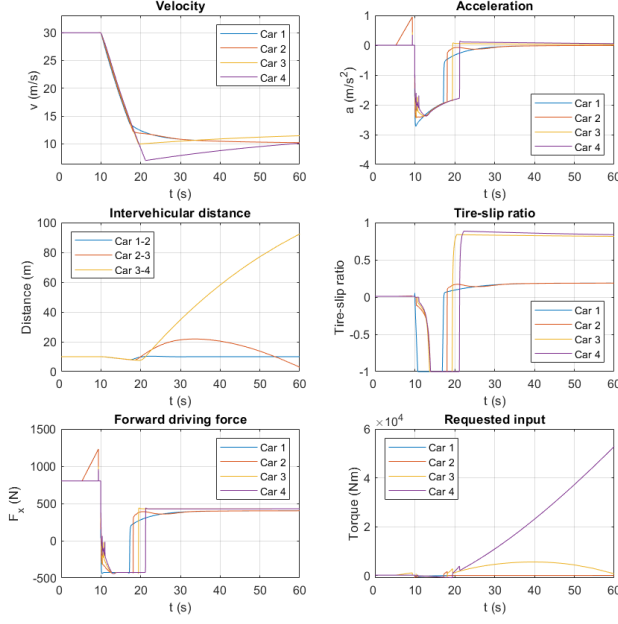 Velocity
v (m/s)
30
25
20
15
10
0 10 20 30 40 50 60
t (s)
Car 1
Car 2
Car 3
Car 4
Acceleration
a (m/s²)
1
0
-1
-2
-3
-4
0 10 20 30 40 50 60
t (s)
Car 1
Car 2
Car 3
Car 4
Intervehicular distance
Distance (m)
100
80
60
40
20
0
0 10 20 30 40 50 60
t (s)
Car 1-2
Car 2-3
Car 3-4
Tire-slip ratio
Tire-slip ratio
1
0.5
0
-0.5
-1
0 10 20 30 40 50 60
t (s)
Car 1
Car 2
Car 3
Car 4
Forward driving force
Fₓ (N)
1500
1000
500
0
-500
0 10 20 30 40 50 60
t (s)
Car 1
Car 2
Car 3
Car 4
Requested input
×10⁴
Torque (Nm)
6
4
2
0
0 10 20 30 40 50 60
t (s)
Car 1
Car 2
Car 3
Car 4